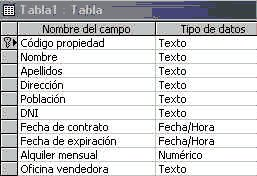 Tabla1 : Tabla
Nombre del campo Tipo de datos
Código propiedad Texto
Nombre Texto
Apellidos Texto
Dirección Texto
Población Texto
DNI Texto
Fecha de contrato Fecha/Hora
Fecha de expiración Fecha/Hora
Alquiler mensual Numérico
Oficina vendedora Texto